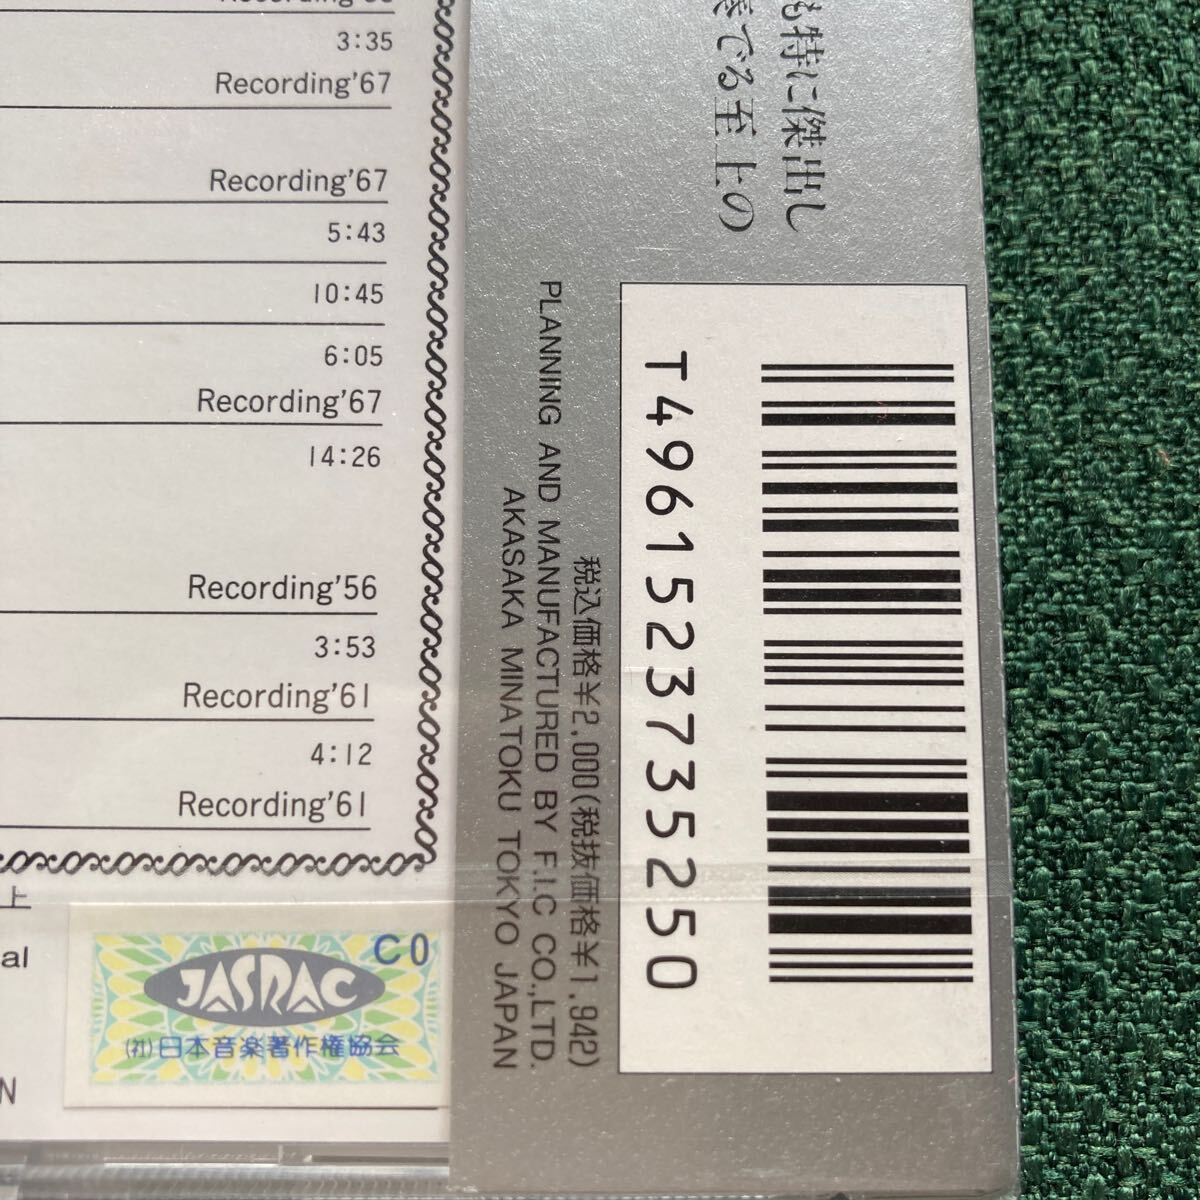 3:35
Recording'67
Recording'67
5:43
10:45
6:05
Recording'67
14:26
Recording'56
3:53
Recording'61
4:12
Recording'61
上
al
N
C0
JASRAC
(社)日本音楽著作権協会
も特に傑出し
奏でる至上の
T4961523735250
税込価格¥2,000(税抜価格¥1,942)
PLANNING AND MANUFACTURED BY F.I.C CO.,LTD.
AKASAKA MINATOKU TOKYO JAPAN